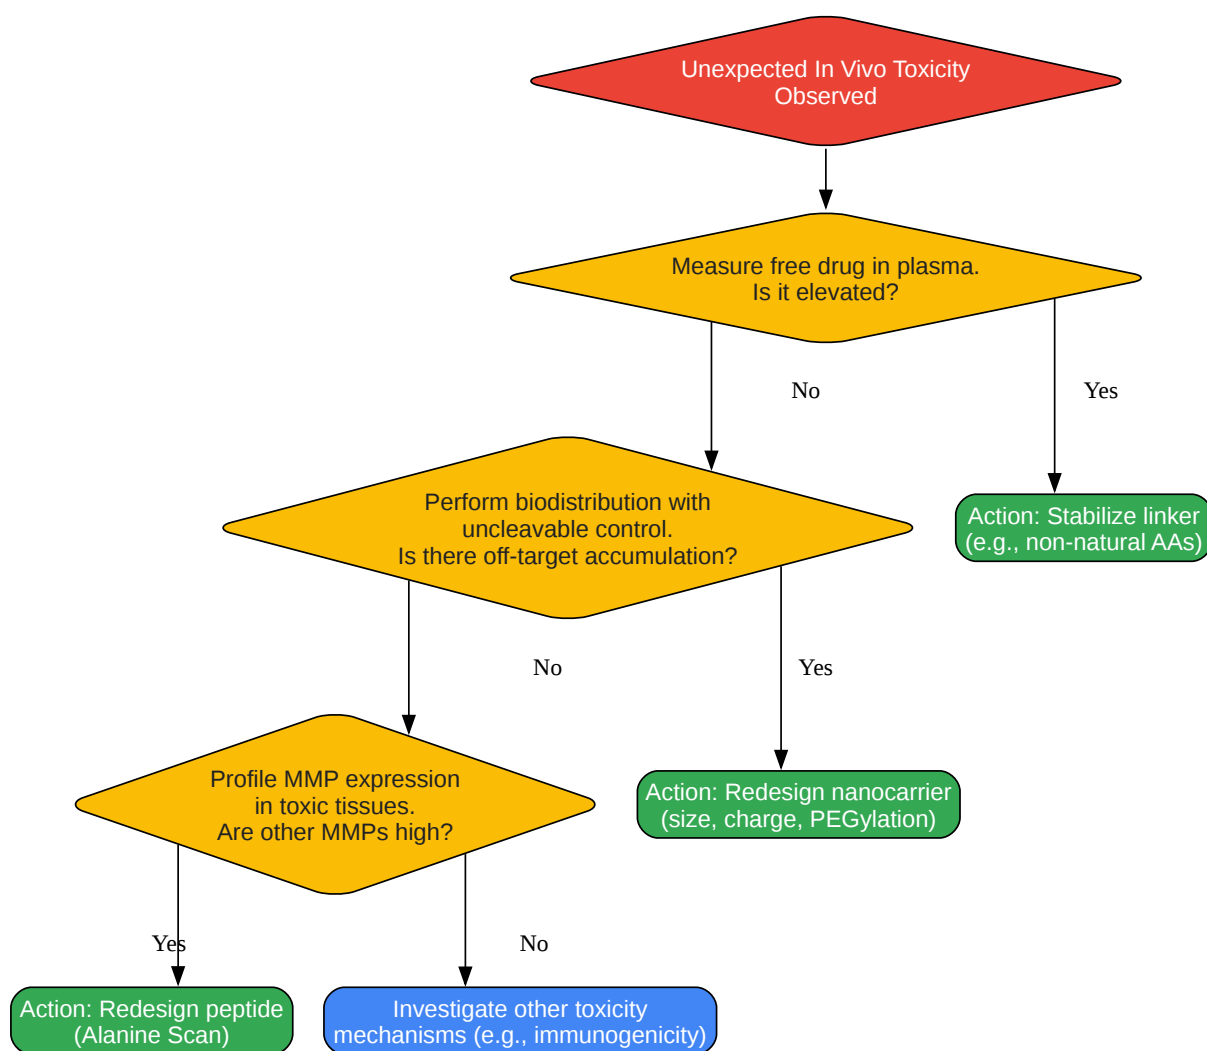 Unexpected In Vivo Toxicity
Observed
Measure free drug in plasma.
Is it elevated?
No
Yes
Perform biodistribution with
uncleavable control.
Is there off-target accumulation?
Action: Stabilize linker
(e.g., non-natural AAs)
No
Yes
Profile MMP expression
in toxic tissues.
Are other MMPs high?
Action: Redesign nanocarrier
(size, charge, PEGylation)
Yes
No
Action: Redesign peptide
(Alanine Scan)
Investigate other toxicity
mechanisms (e.g., immunogenicity)